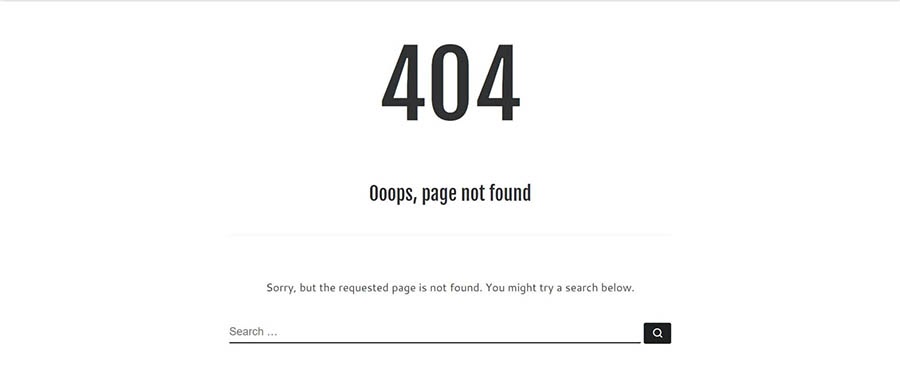 404
Ooops, page not found
Sorry, but the requested page is not found. You might try a search below.
Search …